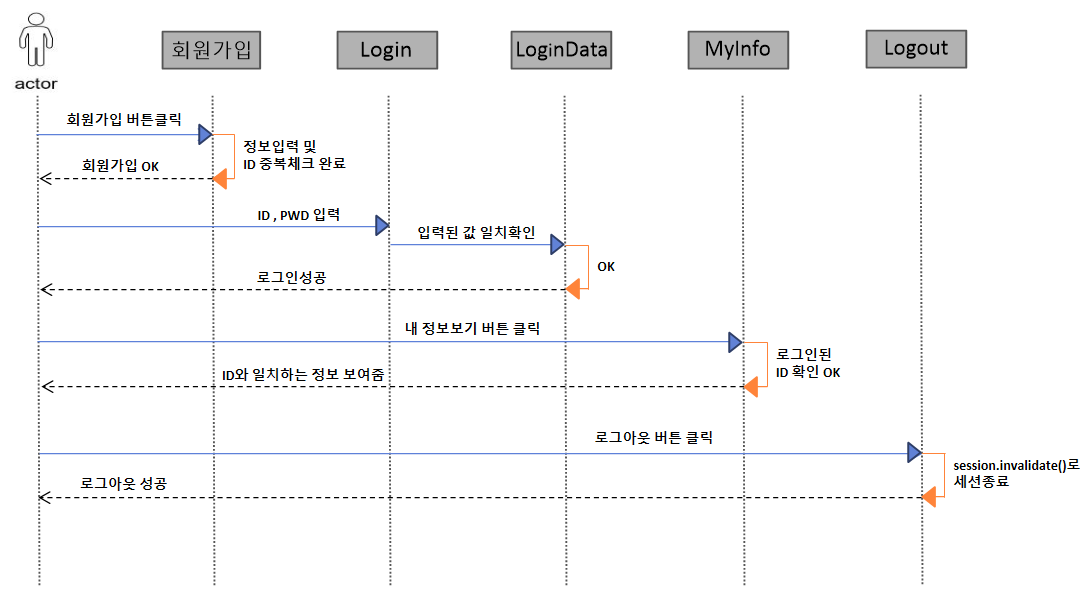 회원가입
Login
LoginData
MyInfo
Logout
actor
회원가입 버튼클릭
정보입력 및
ID 중복체크 완료
회원가입 OK
ID , PWD 입력
입력된 값 일치확인
OK
로그인성공
내 정보보기 버튼 클릭
로그인된
ID 확인 OK
ID와 일치하는 정보 보여줌
로그아웃 버튼 클릭
session.invalidate()로
세션종료
로그아웃 성공